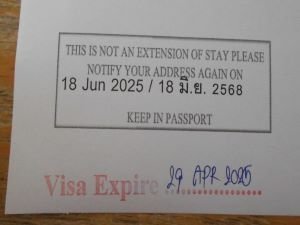 THIS IS NOT AN EXTENSION OF STAY PLEASE
NOTIFY YOUR ADDRESS AGAIN ON
18 Jun 2025 / 18 มิ.ย. 2568
KEEP IN PASSPORT
Visa Expire 29 APR 2025